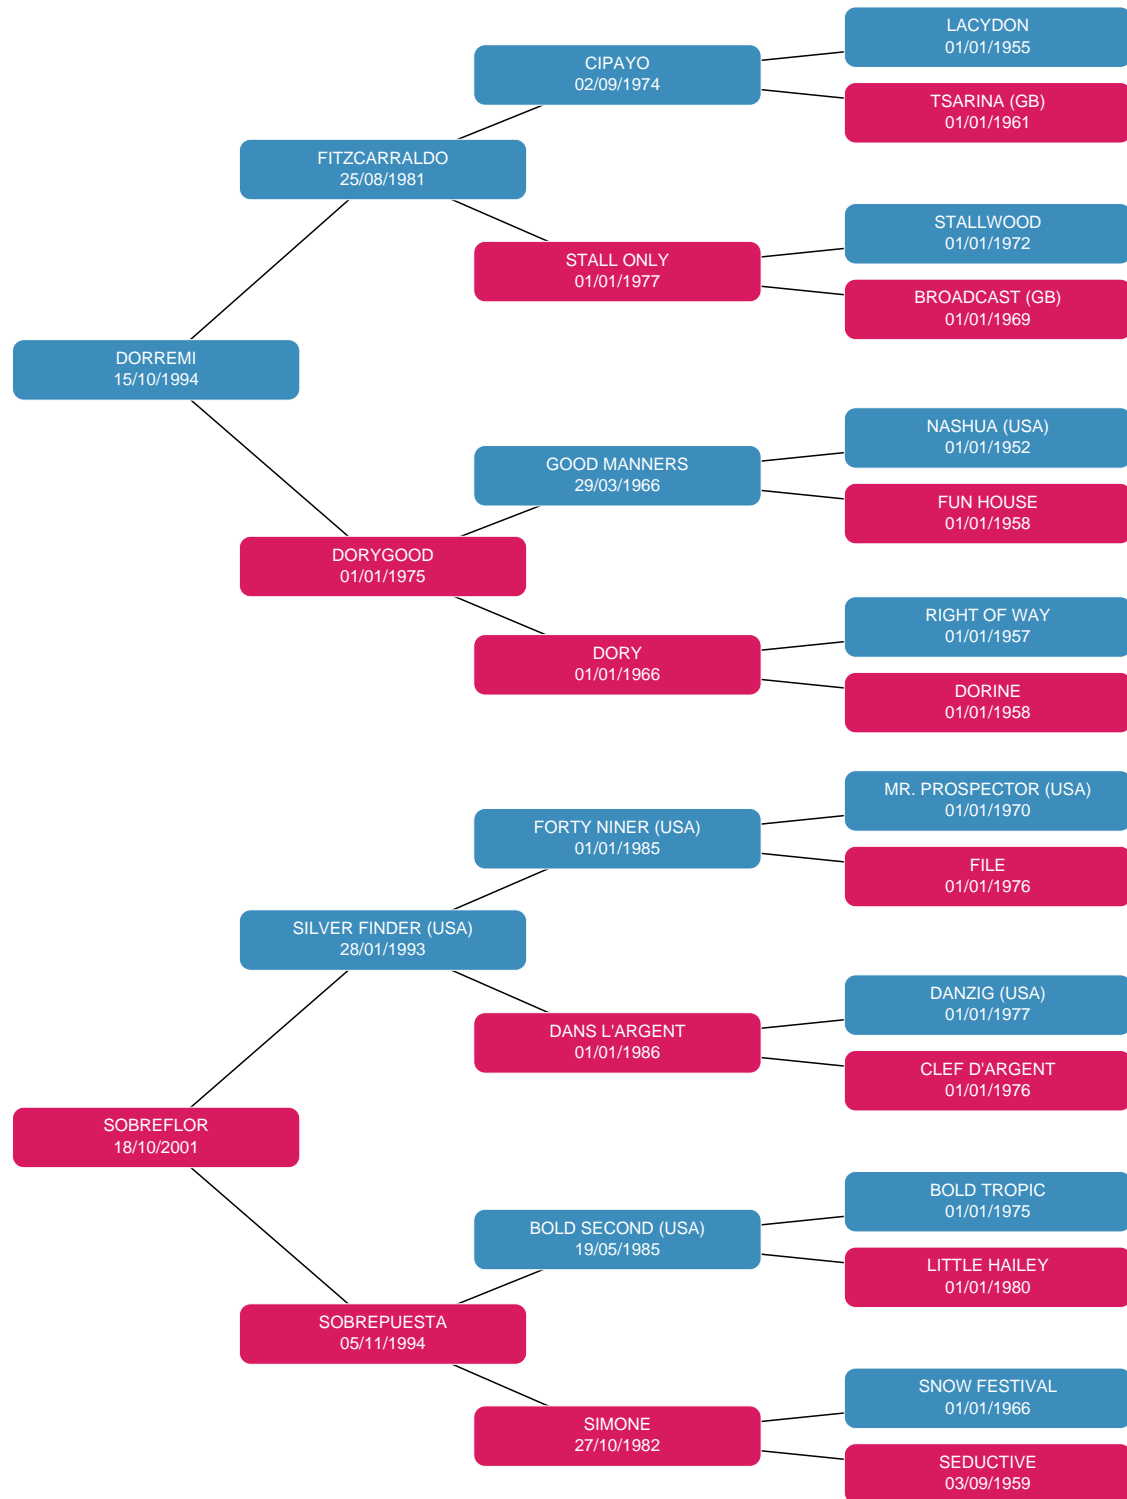 LACYDON
01/01/1955
CIPAYO
02/09/1974
TSARINA (GB)
01/01/1961
FITZCARRALDO
25/08/1981
STALLWOOD
01/01/1972
STALL ONLY
01/01/1977
BROADCAST (GB)
01/01/1969
DORREMI
15/10/1994
NASHUA (USA)
01/01/1952
GOOD MANNERS
29/03/1966
FUN HOUSE
01/01/1958
DORYGOOD
01/01/1975
RIGHT OF WAY
01/01/1957
DORY
01/01/1966
DORINE
01/01/1958
MR. PROSPECTOR (USA)
01/01/1970
FORTY NINER (USA)
01/01/1985
FILE
01/01/1976
SILVER FINDER (USA)
28/01/1993
DANZIG (USA)
01/01/1977
DANS L'ARGENT
01/01/1986
CLEF D'ARGENT
01/01/1976
SOBREFLOR
18/10/2001
BOLD TROPIC
01/01/1975
BOLD SECOND (USA)
19/05/1985
LITTLE HAILEY
01/01/1980
SOBREPUESTA
05/11/1994
SNOW FESTIVAL
01/01/1966
SIMONE
27/10/1982
SEDUCTIVE
03/09/1959